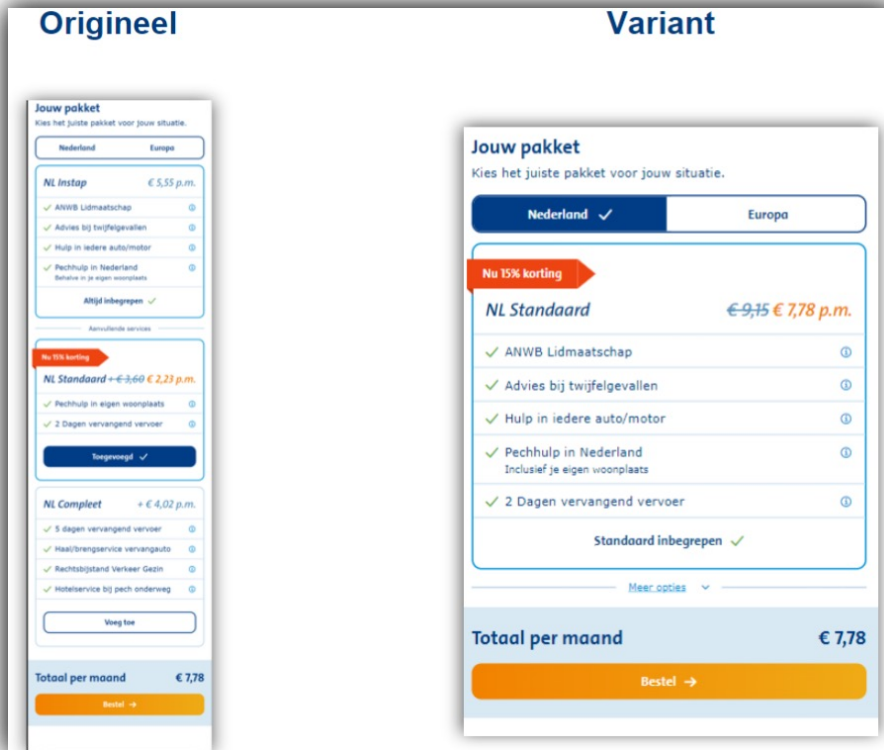 Origineel
Variant
Jouw pakket
Kies het juiste pakket voor jouw situatie.
Nederland Europa
NL Instap € 5,55 p.m.
ANWB Lidmaatschap
Advies bij twijfelgevallen
Hulp in iedere auto/motor
Pechhulp in Nederland
Behalve in je eigen woonplaats
Altijd inbegrepen
Aanvullende services
Nu 15% korting
NL Standaard + € 3,60 € 2,23 p.m.
Pechhulp in eigen woonplaats
2 Dagen vervangend vervoer
Toegevoegd
NL Compleet + € 4,02 p.m.
5 dagen vervangend vervoer
Haal/brengservice vervangauto
Rechtsbijstand Verkeer Gezin
Hotelservice bij pech onderweg
Voeg toe
Totaal per maand € 7,78
Bestel →
Jouw pakket
Kies het juiste pakket voor jouw situatie.
Nederland Europa
Nu 15% korting
NL Standaard € 9,15 € 7,78 p.m.
ANWB Lidmaatschap
Advies bij twijfelgevallen
Hulp in iedere auto/motor
Pechhulp in Nederland
Inclusief je eigen woonplaats
2 Dagen vervangend vervoer
Standaard inbegrepen
Meer opties
Totaal per maand € 7,78
Bestel →